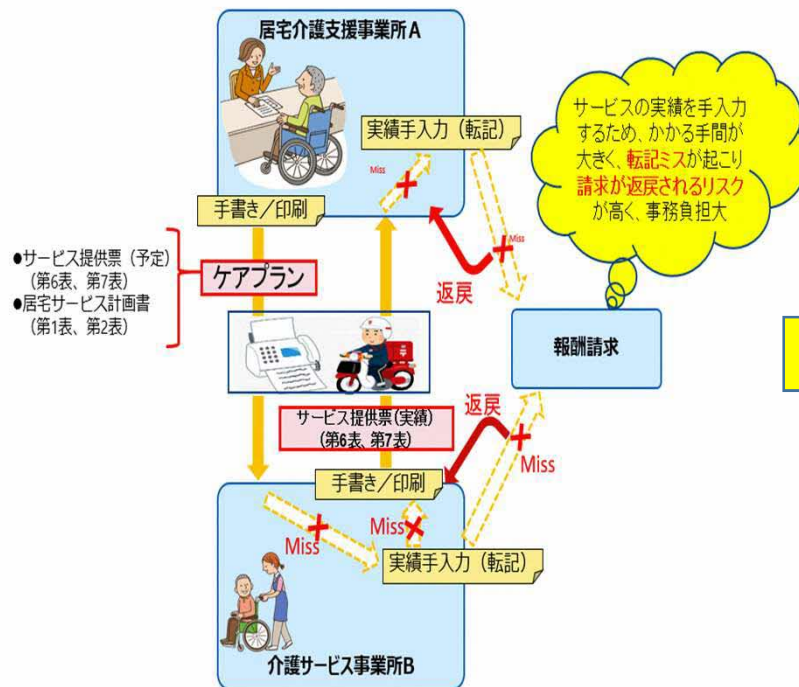 居宅介護支援事業所A
実績手入力（転記）
Miss
手書き／印刷
Miss
返戻
サービスの実績を手入力
するため、かかる手間が
大きく、転記ミスが起こり
請求が返戻されるリスク
が高く、事務負担大
●サービス提供票（予定）
（第6表、第7表）
●居宅サービス計画書
（第1表、第2表）
ケアプラン
報酬請求
サービス提供票(実績)
(第6表、第7表)
返戻
Miss
手書き／印刷
Miss
Miss
実績手入力（転記）
介護サービス事業所B